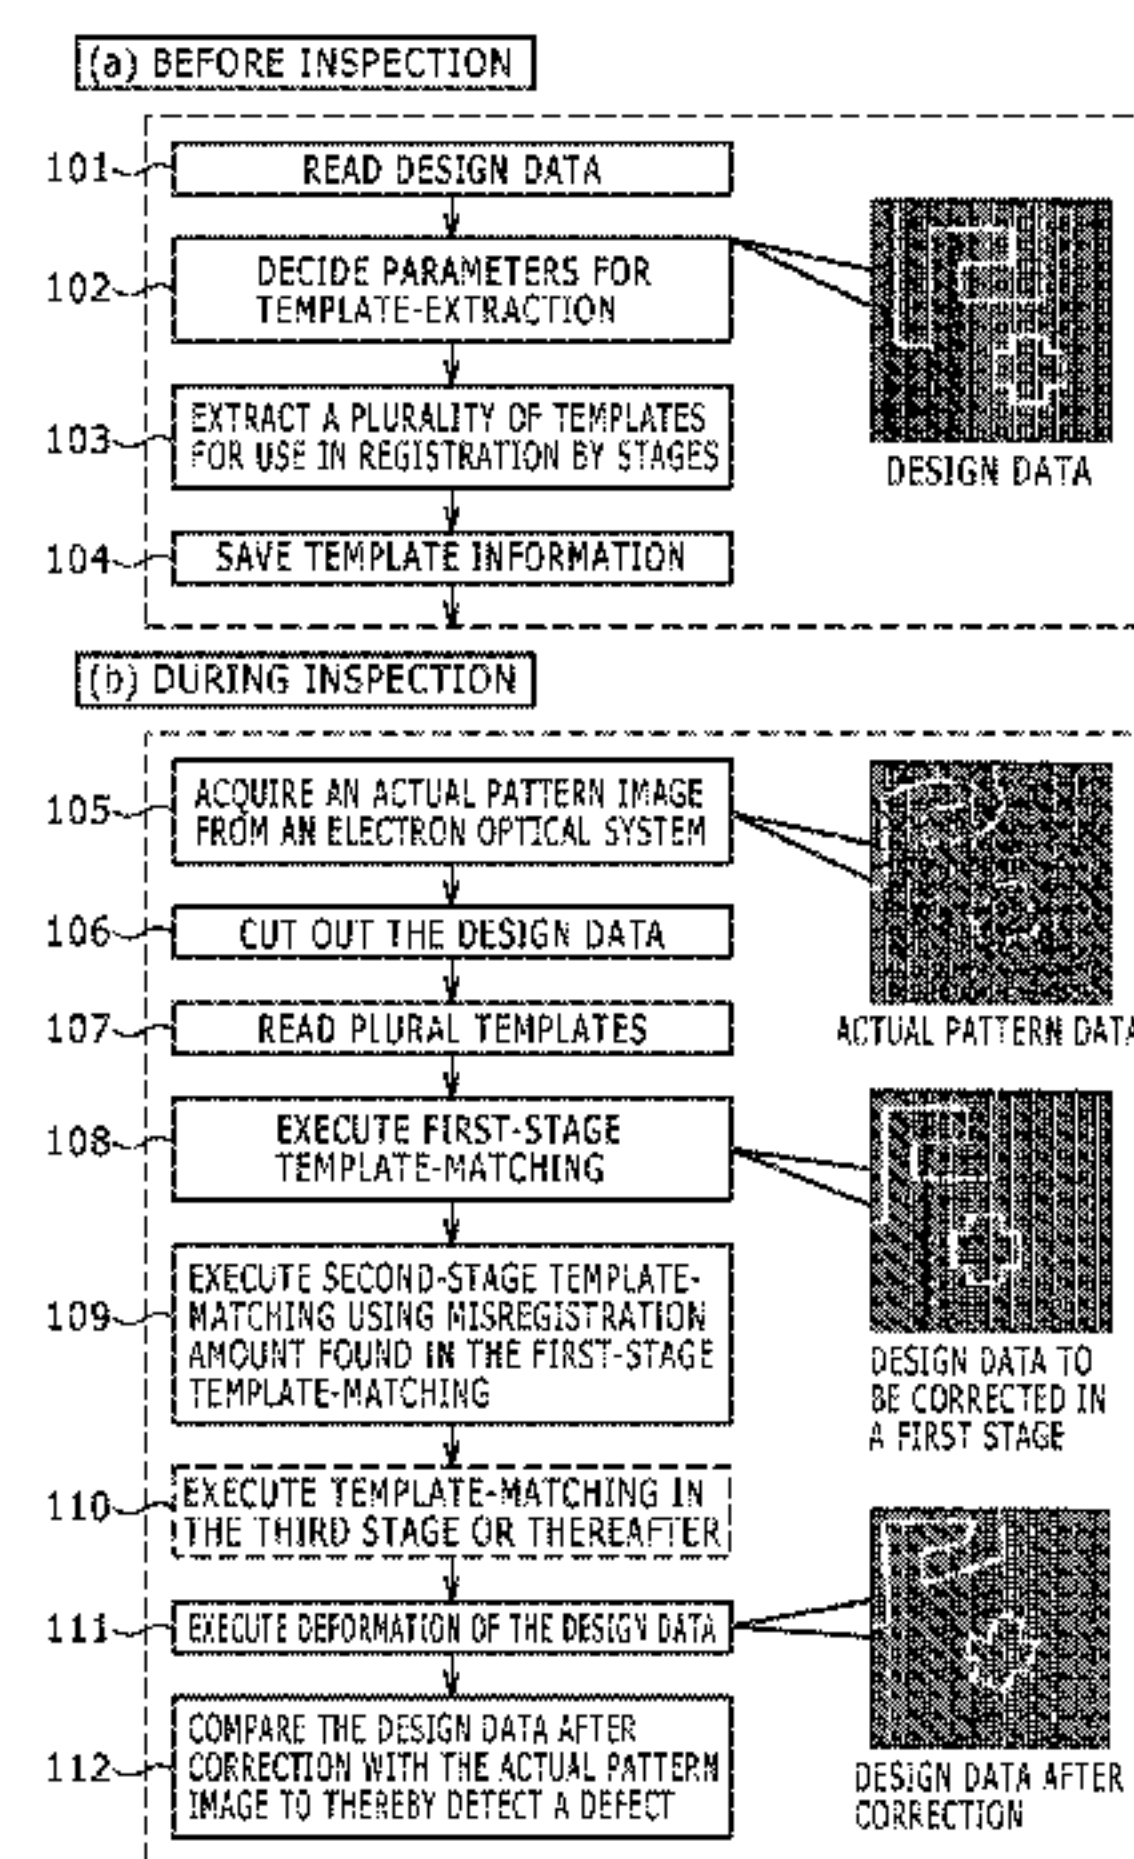 (a) BEFORE INSPECTION
101
READ DESIGN DATA
102
DECIDE PARAMETERS FOR
TEMPLATE-EXTRACTION
DESIGN DATA
103
EXTRACT A PLURALITY OF TEMPLATES
FOR USE IN REGISTRATION BY STAGES
104
SAVE TEMPLATE INFORMATION
(b) DURING INSPECTION
105
ACQUIRE AN ACTUAL PATTERN IMAGE
FROM AN ELECTRON OPTICAL SYSTEM
ACTUAL PATTERN DATA
106
CUT OUT THE DESIGN DATA
107
READ PLURAL TEMPLATES
108
EXECUTE FIRST-STAGE
TEMPLATE-MATCHING
DESIGN DATA TO
BE CORRECTED IN
A FIRST STAGE
109
EXECUTE SECOND-STAGE TEMPLATE-
MATCHING USING MISREGISTRATION
AMOUNT FOUND IN THE FIRST-STAGE
TEMPLATE-MATCHING
110
EXECUTE TEMPLATE-MATCHING IN
THE THIRD STAGE OR THEREAFTER
111
EXECUTE DEFORMATION OF THE DESIGN DATA
DESIGN DATA AFTER
CORRECTION
112
COMPARE THE DESIGN DATA AFTER
CORRECTION WITH THE ACTUAL PATTERN
IMAGE TO THEREBY DETECT A DEFECT